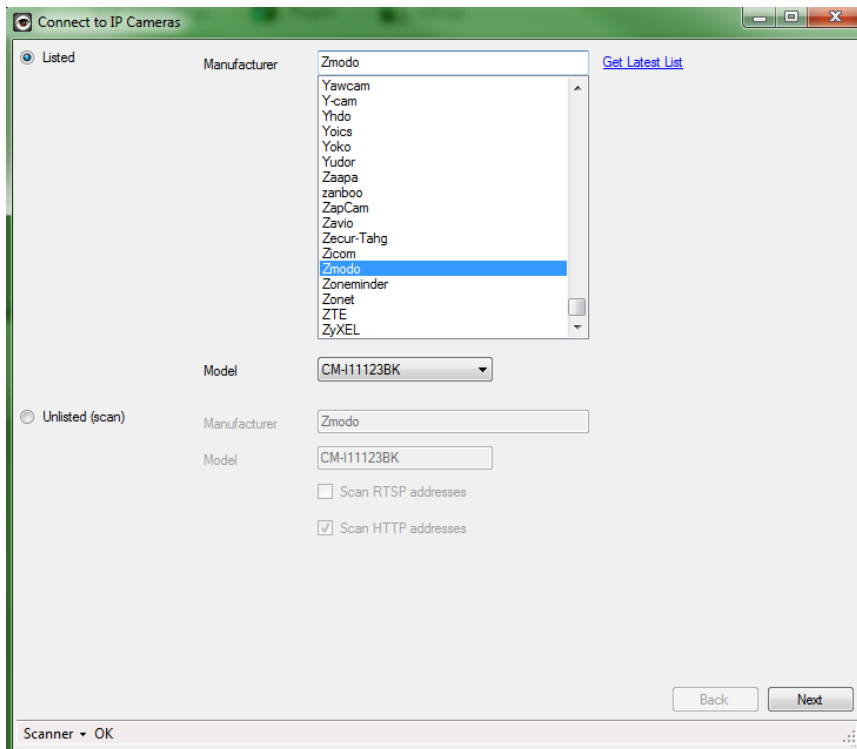 Connect to IP Cameras
Listed
Manufacturer
Zmodo
Get Latest List
Yawcam
Y-cam
Yhdo
Yoics
Yoko
Yudor
Zaapa
zanboo
ZapCam
Zavio
Zecur-Tahg
Zicom
Zmodo
Zoneminder
Zonet
ZTE
ZyXEL
Model
CM-I11123BK
Unlisted (scan)
Manufacturer
Zmodo
Model
CM-I11123BK
Scan RTSP addresses
Scan HTTP addresses
Back
Next
Scanner
OK